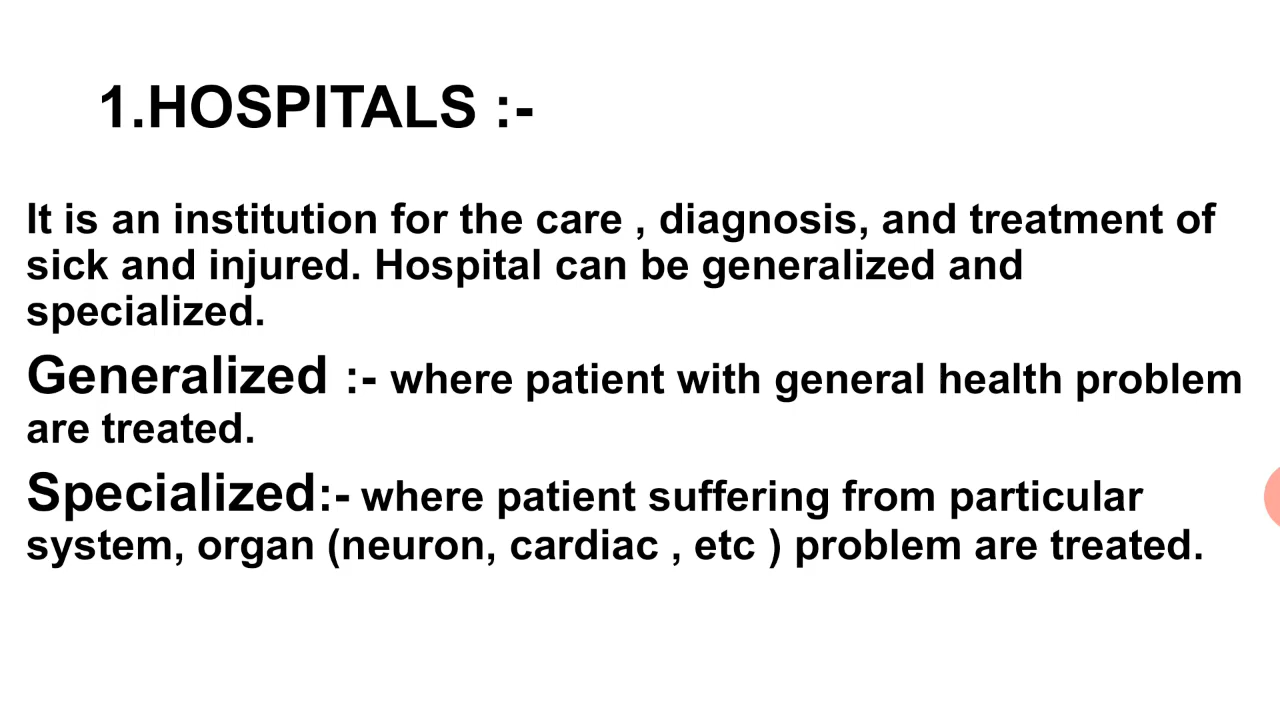 1.HOSPITALS :-
It is an institution for the care , diagnosis, and treatment of
sick and injured. Hospital can be generalized and
specialized.
Generalized :- where patient with general health problem
are treated.
Specialized:- where patient suffering from particular
system, organ (neuron, cardiac , etc ) problem are treated.